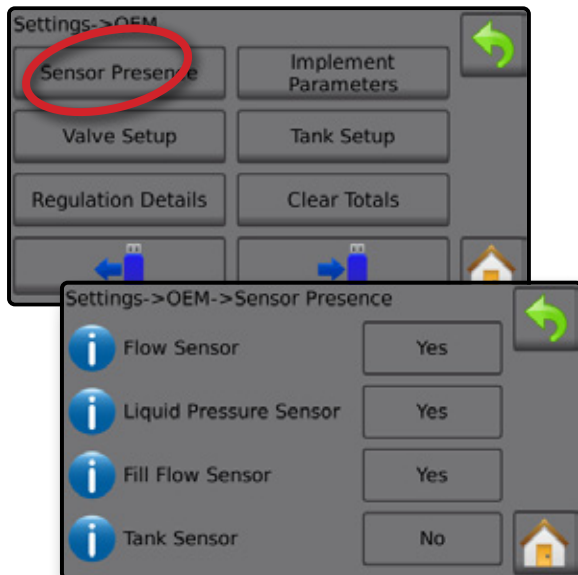 Settings->OEM
Sensor Presence
Implement
Parameters
Valve Setup
Tank Setup
Regulation Details
Clear Totals
Settings->OEM->Sensor Presence
Flow Sensor
Yes
Liquid Pressure Sensor
Yes
Fill Flow Sensor
Yes
Tank Sensor
No